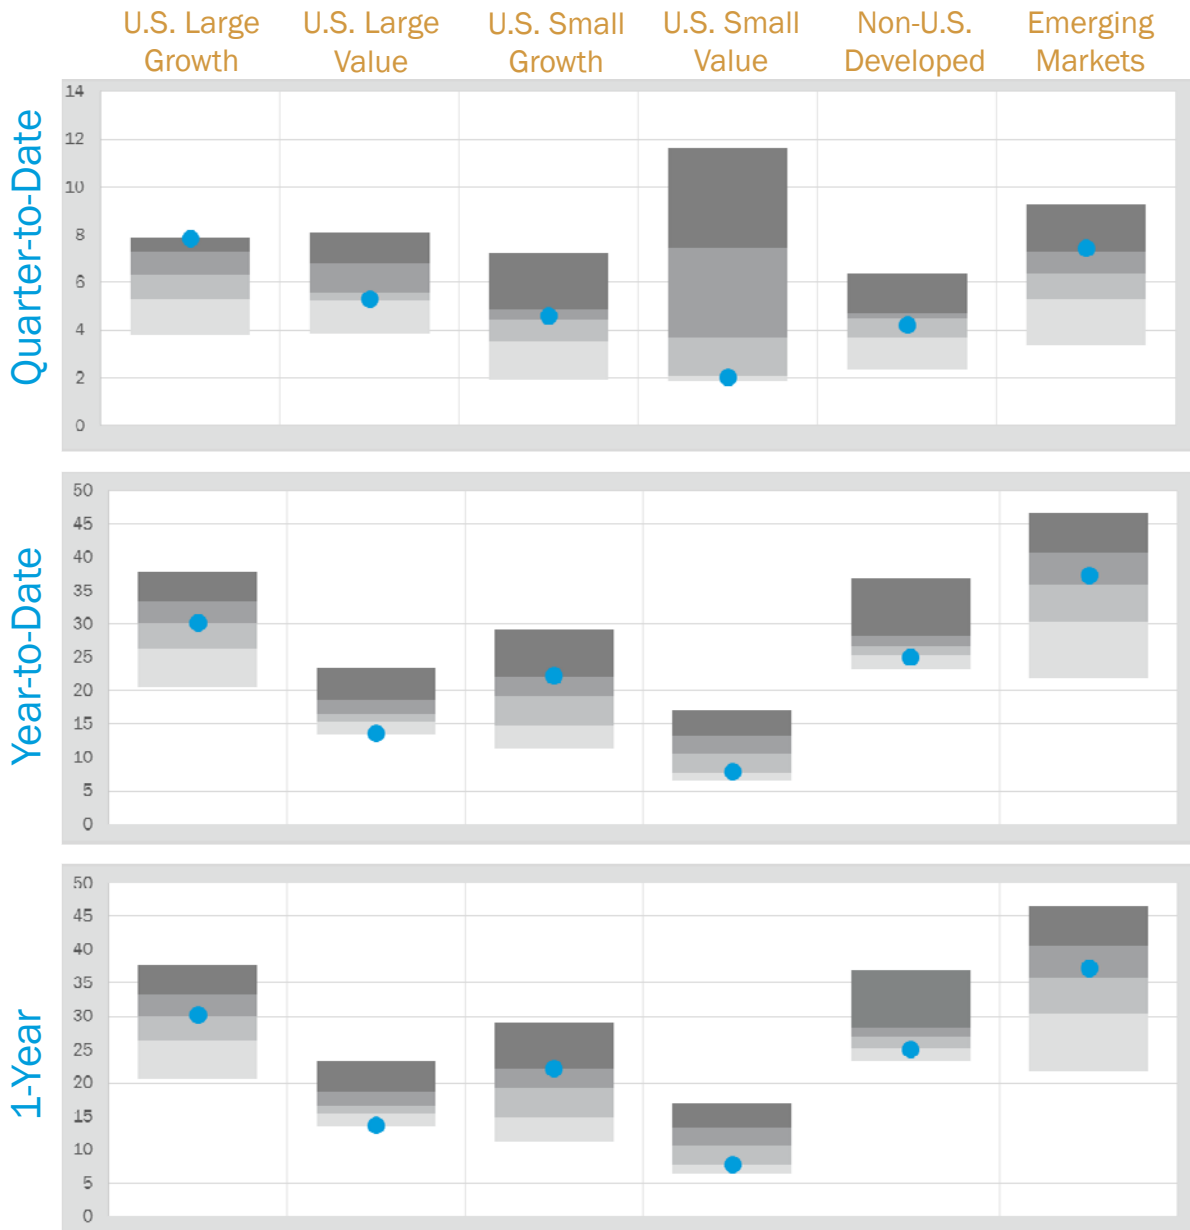 U.S. Large
Growth
U.S. Large
Value
U.S. Small
Growth
U.S. Small
Value
Non-U.S.
Developed
Emerging
Markets
Quarter-to-Date
14
12
10
8
6
4
2
0
Year-to-Date
50
45
40
35
30
25
20
15
10
5
0
1-Year
50
45
40
35
30
25
20
15
10
5
0